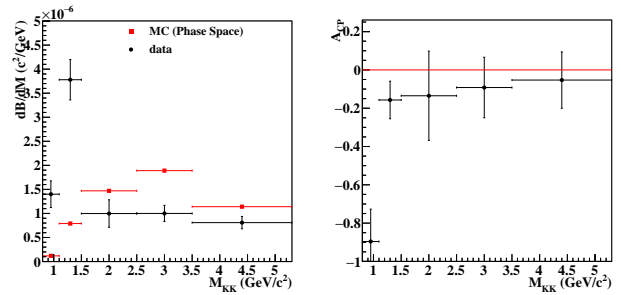 ×10⁻⁶
dB/dM (c²/GeV)
5
4.5
4
3.5
3
2.5
2
1.5
1
0.5
0
MC (Phase Space)
data
1 1.5 2 2.5 3 3.5 4 4.5 5
M_KK (GeV/c²)
A_CP
0.2
0
−0.2
−0.4
−0.6
−0.8
−1
1 1.5 2 2.5 3 3.5 4 4.5 5
M_KK (GeV/c²)